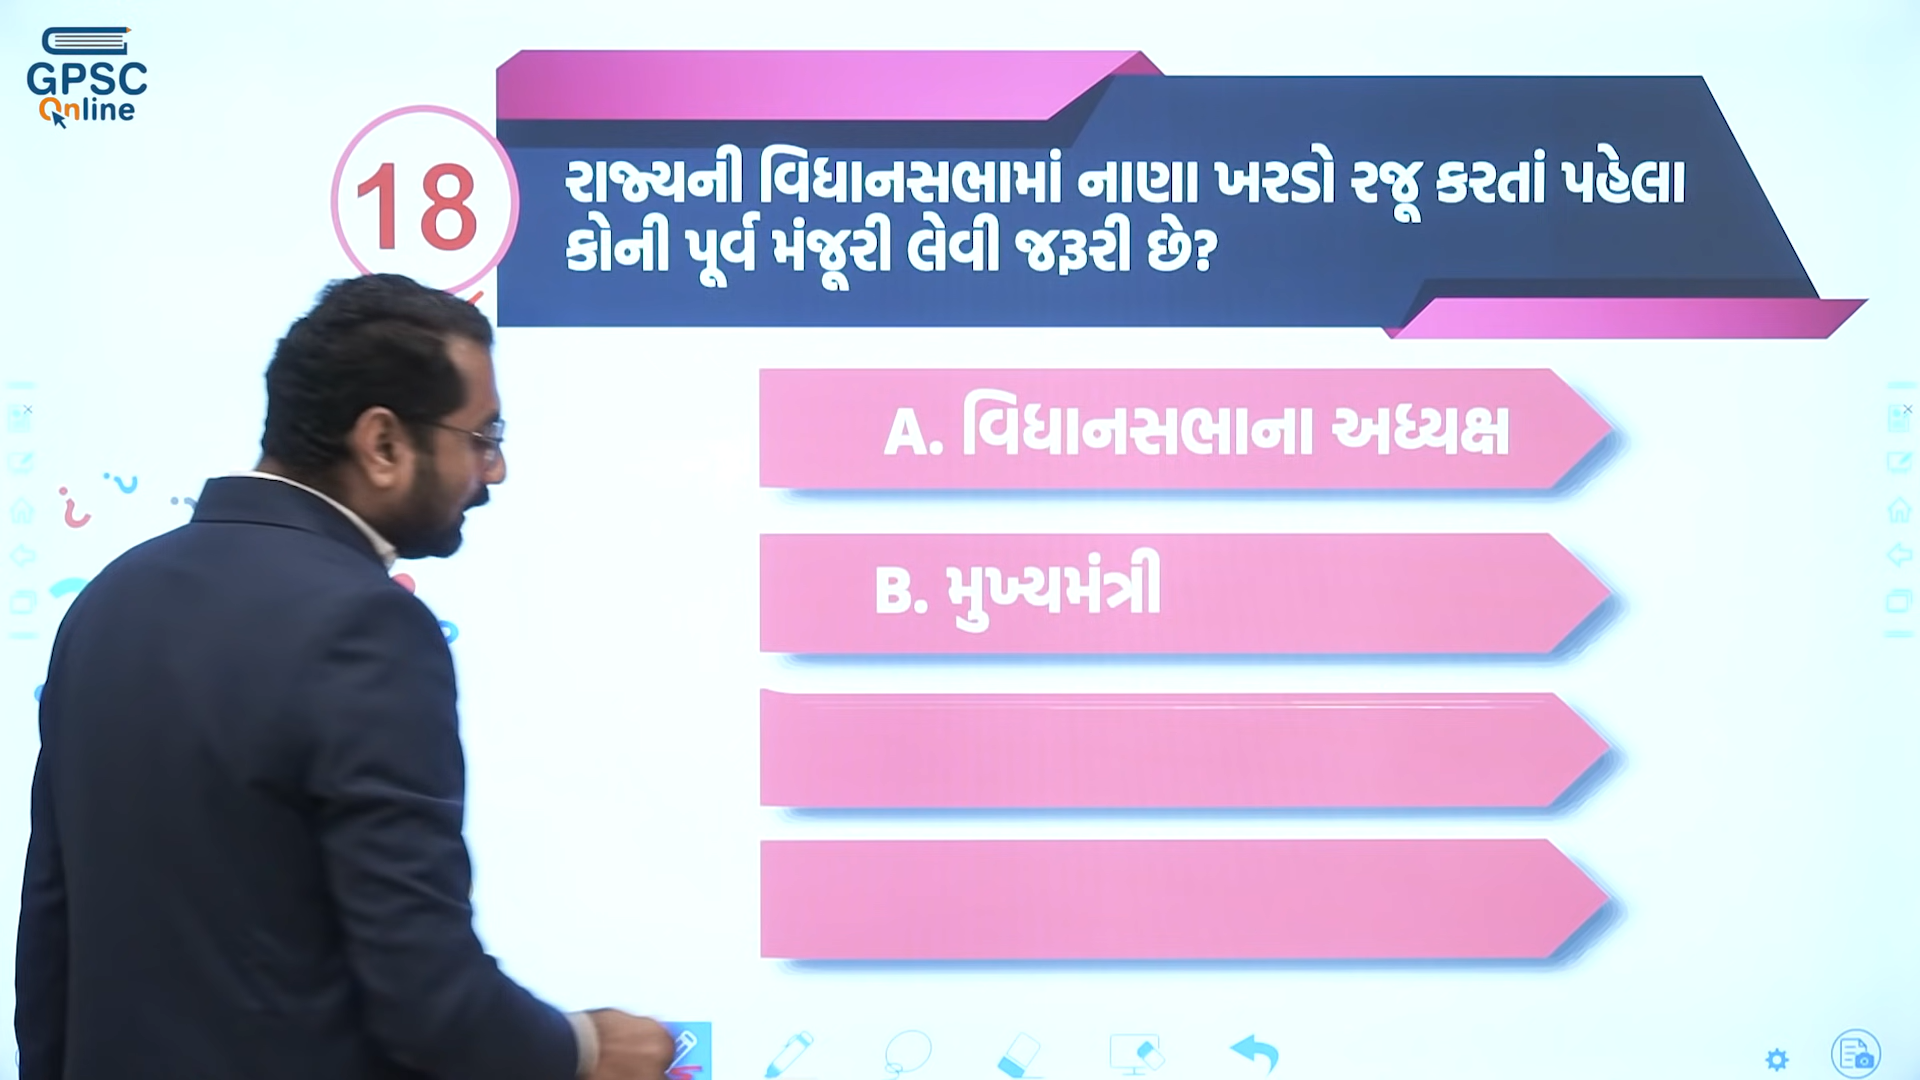 GPSC
Online
18
રાજ્યની વિધાનસભામાં નાણા ખરડો રજૂ કરતાં પહેલા
કોની પૂર્વ મંજૂરી લેવી જરૂરી છે?
A. વિધાનસભાના અધ્યક્ષ
B. મુખ્યમંત્રી